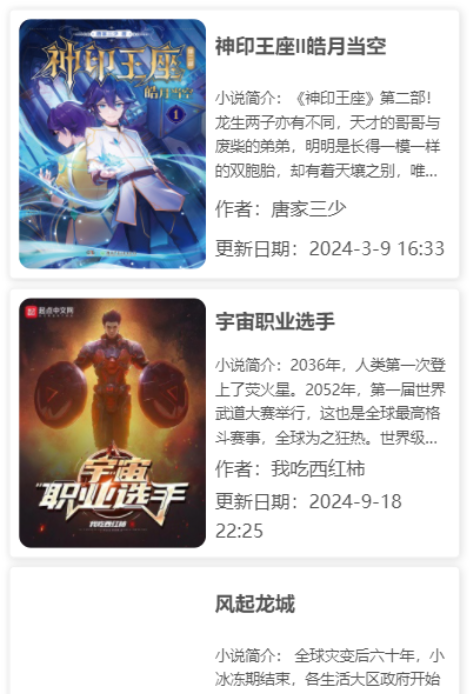 神印王座
皓月当空
1
神印王座II皓月当空
小说简介：《神印王座》第二部！
龙生两子亦有不同，天才的哥哥与
废柴的弟弟，明明是长得一模一样
的双胞胎，却有着天壤之别，唯...
作者：唐家三少
更新日期：2024-3-9 16:33
起点中文网
宇宙
职业选手
我吃西红柿
宇宙职业选手
小说简介：2036年，人类第一次登
上了荧火星。2052年，第一届世界
武道大赛举行，这也是全球最高格
斗赛事，全球为之狂热。世界级...
作者：我吃西红柿
更新日期：2024-9-18
22:25
风起龙城
小说简介： 全球灾变后六十年，小
冰冻期结束，各生活大区政府开始